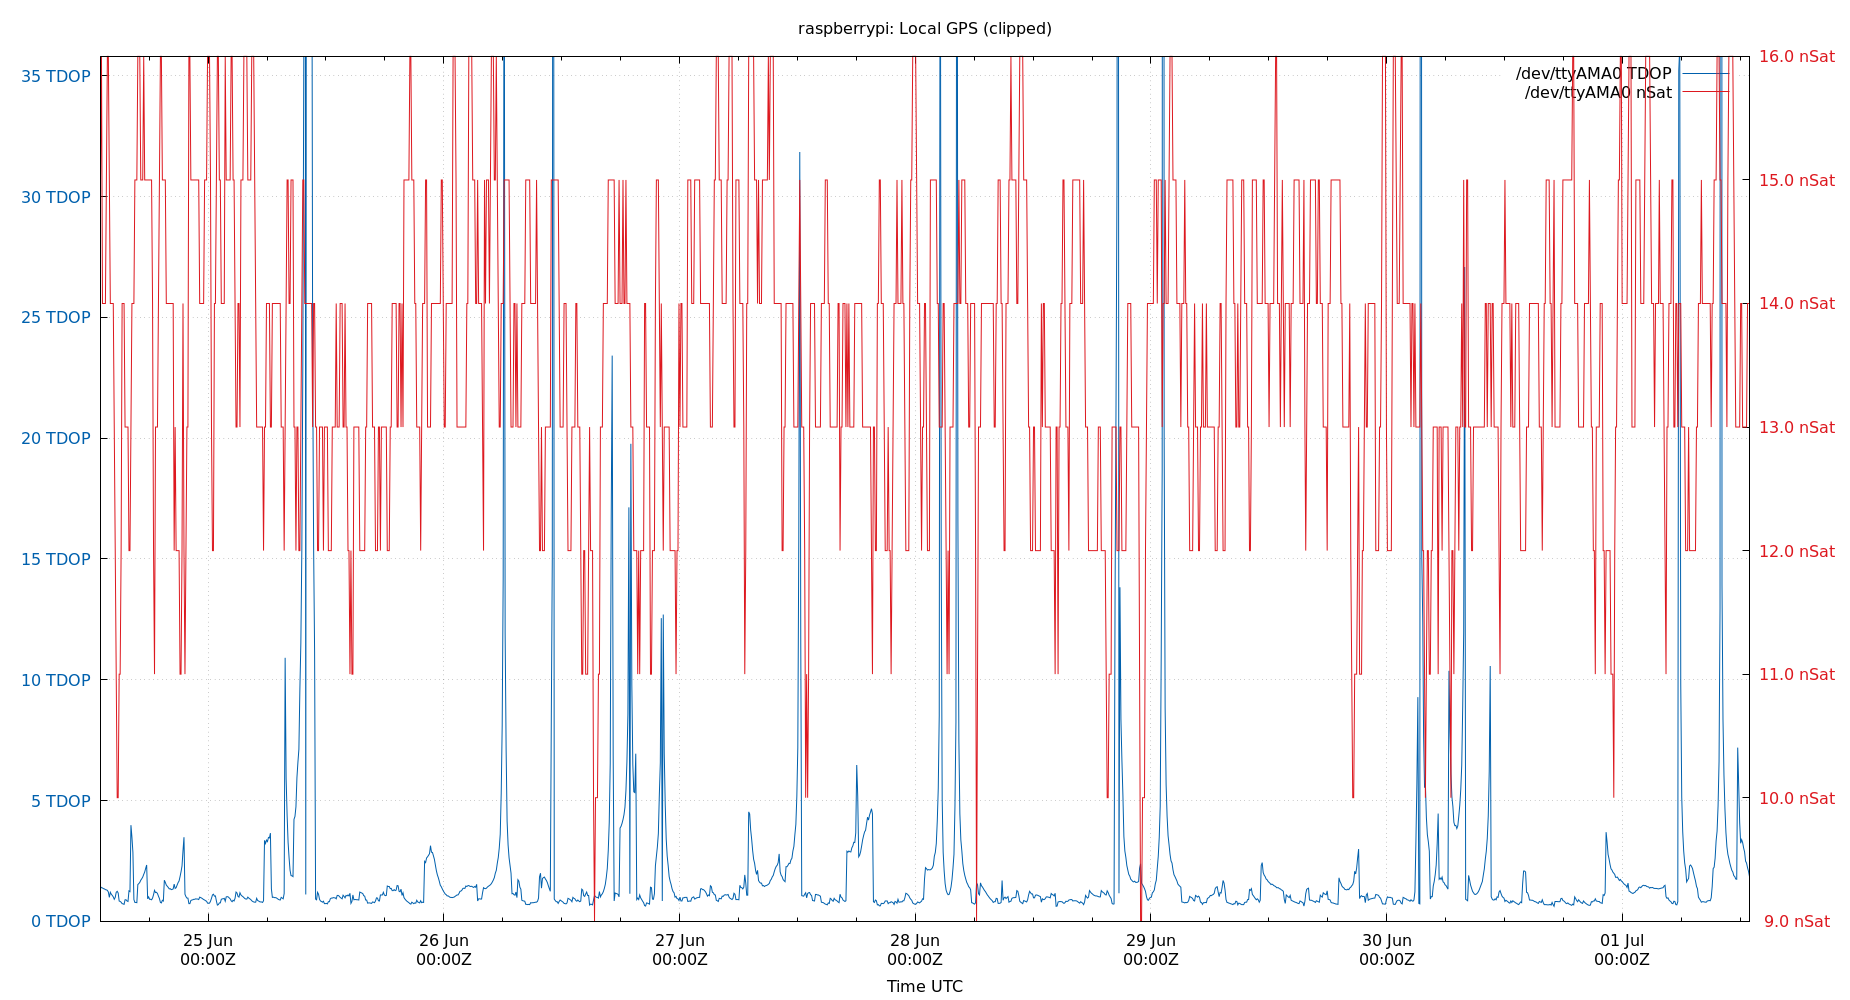 raspberrypi: Local GPS (clipped)
35 TDOP
30 TDOP
25 TDOP
20 TDOP
15 TDOP
10 TDOP
5 TDOP
0 TDOP
/dev/ttyAMA0 TDOP
/dev/ttyAMA0 nSat
16.0 nSat
15.0 nSat
14.0 nSat
13.0 nSat
12.0 nSat
11.0 nSat
10.0 nSat
9.0 nSat
25 Jun 26 Jun 27 Jun 28 Jun 29 Jun 30 Jun 01 Jul
00:00Z 00:00Z 00:00Z 00:00Z 00:00Z 00:00Z 00:00Z
Time UTC